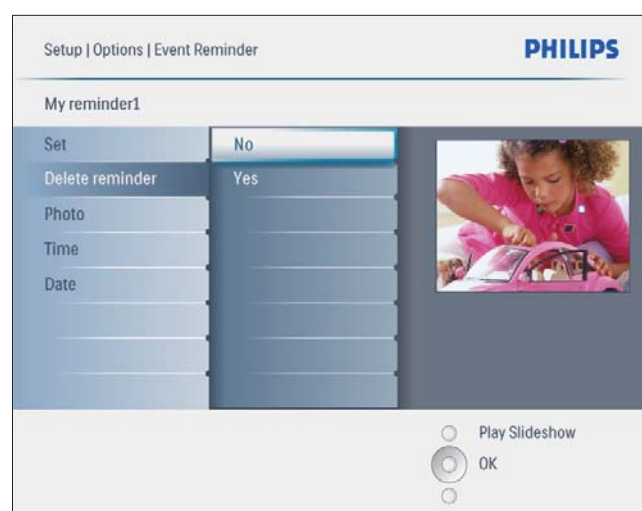 Setup | Options | Event Reminder
PHILIPS
My reminder1
Set
No
Delete reminder
Yes
Photo
Time
Date
Play Slideshow
OK